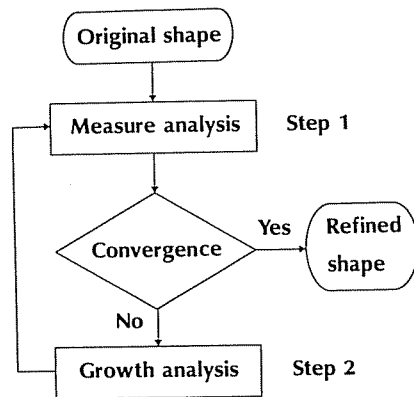 Original shape
Measure analysis
Step 1
Convergence
Yes
Refined
shape
No
Growth analysis
Step 2